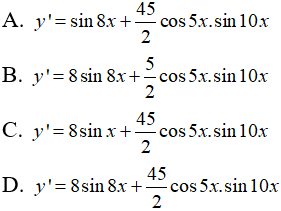 A. y' = sin 8x + 45/2 cos 5x.sin 10x
B. y' = 8 sin 8x + 5/2 cos 5x.sin 10x
C. y' = 8 sin x + 45/2 cos 5x.sin 10x
D. y' = 8 sin 8x + 45/2 cos 5x.sin 10x